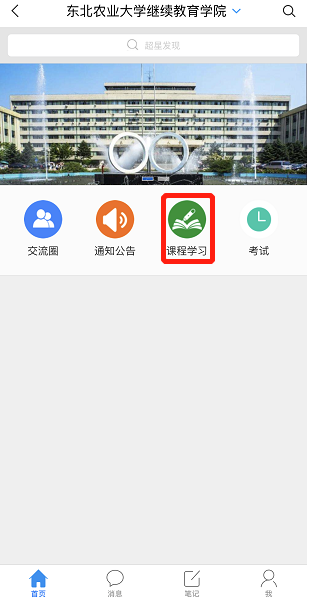 东北农业大学继续教育学院
超星发现
交流圈
通知公告
课程学习
考试
首页
消息
笔记
我